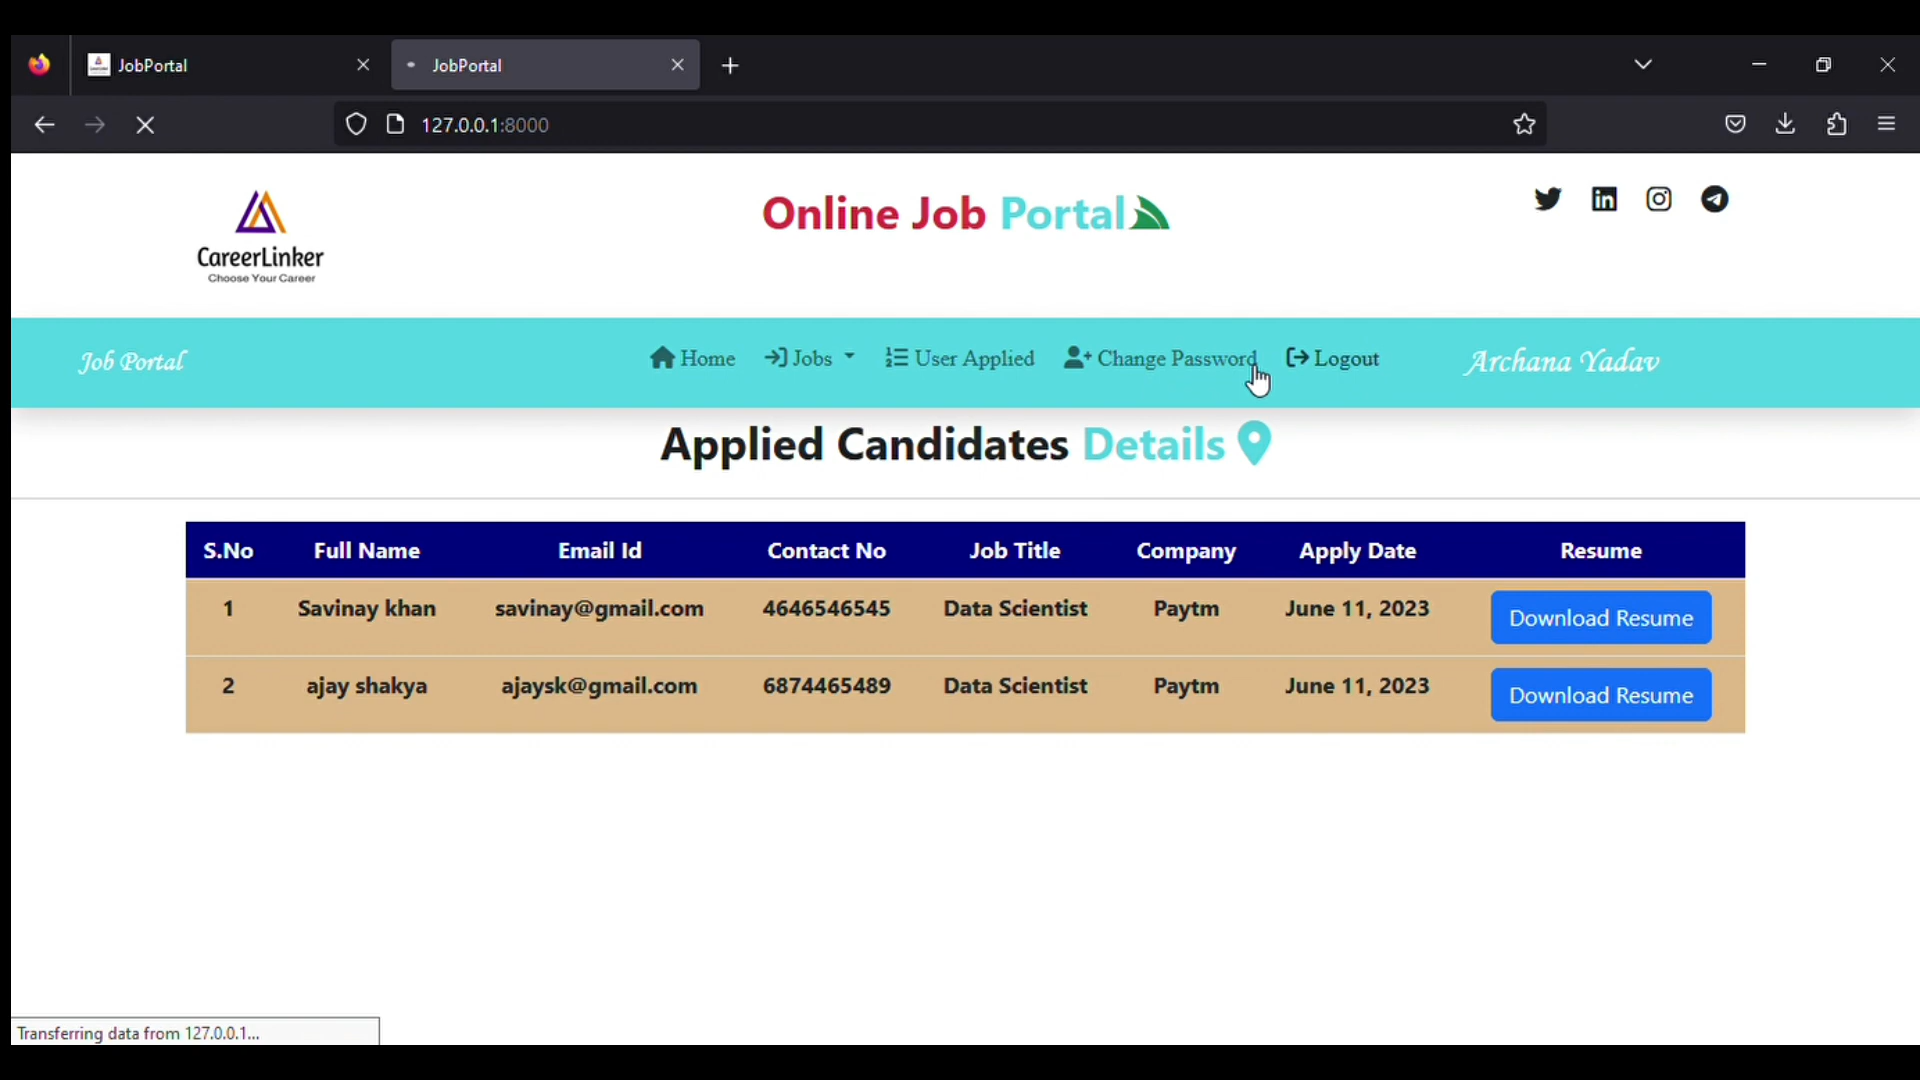 JobPortal
JobPortal
127.0.0.1:8000
CareerLinker
Choose Your Career
Online Job Portal
Job Portal
Home Jobs User Applied Change Password Logout
Archana Yadav
Applied Candidates Details
S.No Full Name Email Id Contact No Job Title Company Apply Date Resume
1 Savinay khan savinay@gmail.com 4646546545 Data Scientist Paytm June 11, 2023 Download Resume
2 ajay shakya ajaysk@gmail.com 6874465489 Data Scientist Paytm June 11, 2023 Download Resume
Transferring data from 127.0.0.1...